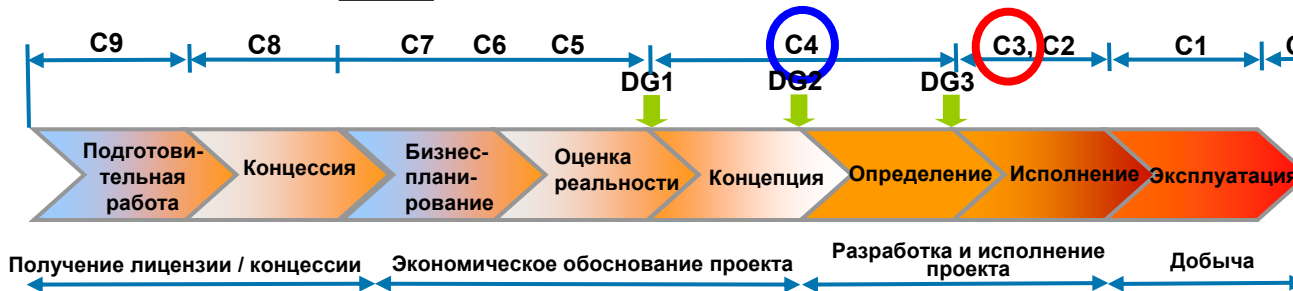 C9 C8 C7 C6 C5 C4 C3, C2 C1
DG1 DG2 DG3
Подготови-
тельная
работа
Концессия
Бизнес-
плани-
рование
Оценка
реальности
Концепция
Определение
Исполнение
Эксплуатация
Получение лицензии / концессии
Экономическое обоснование проекта
Разработка и исполнение
проекта
Добыча